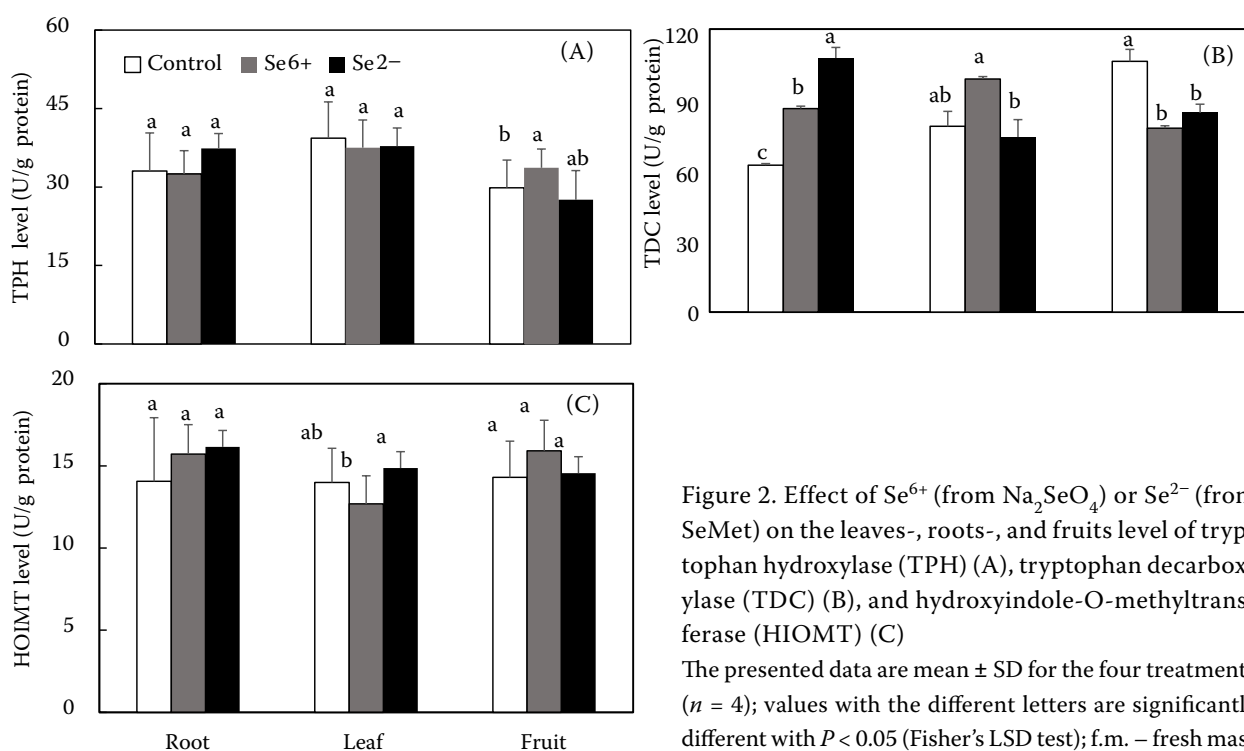 60
45
30
15
0
TPH level (U/g protein)
Control Se6+ Se2−
(A)
a a a
a a a
b a ab
120
90
60
30
0
TDC level (U/g protein)
(B)
c b a
ab a b
a b b
20
15
10
5
0
HOIMT level (U/g protein)
(C)
a a a
ab b a
a a a
Root Leaf Fruit
Figure 2. Effect of Se6+ (from Na2SeO4) or Se2− (from
SeMet) on the leaves-, roots-, and fruits level of tryp
tophan hydroxylase (TPH) (A), tryptophan decarbox
ylase (TDC) (B), and hydroxyindole-O-methyltrans
ferase (HIOMT) (C)
The presented data are mean ± SD for the four treatment
(n = 4); values with the different letters are significantl
different with P < 0.05 (Fisher's LSD test); f.m. – fresh mas